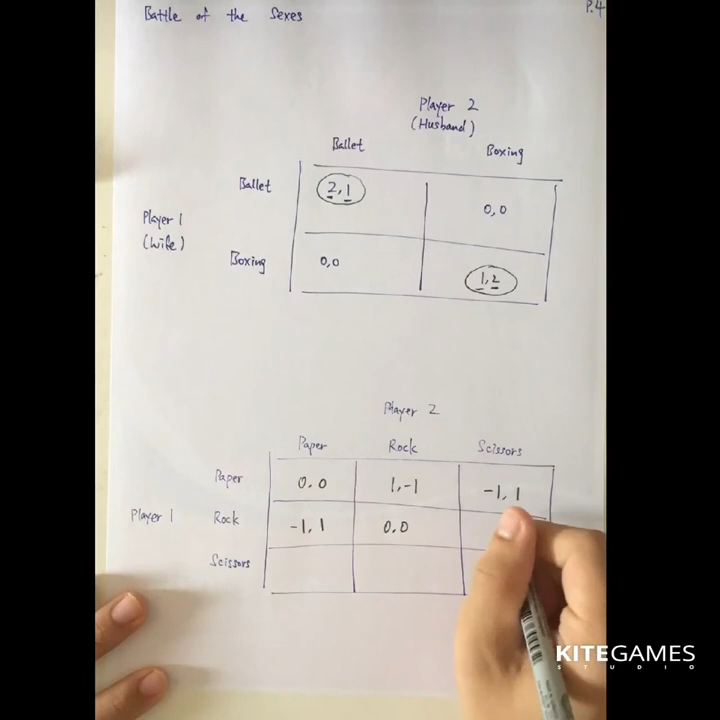 Battle of the Sexes
P.4
Player 2
(Husband)
Ballet Boxing
Ballet 2,1 0,0
Player 1
(Wife)
Boxing 0,0 1,2
Player 2
Paper Rock Scissors
Paper 0,0 1,-1 -1,1
Player 1 Rock -1,1 0,0
Scissors
KITEGAMES
STUDIO